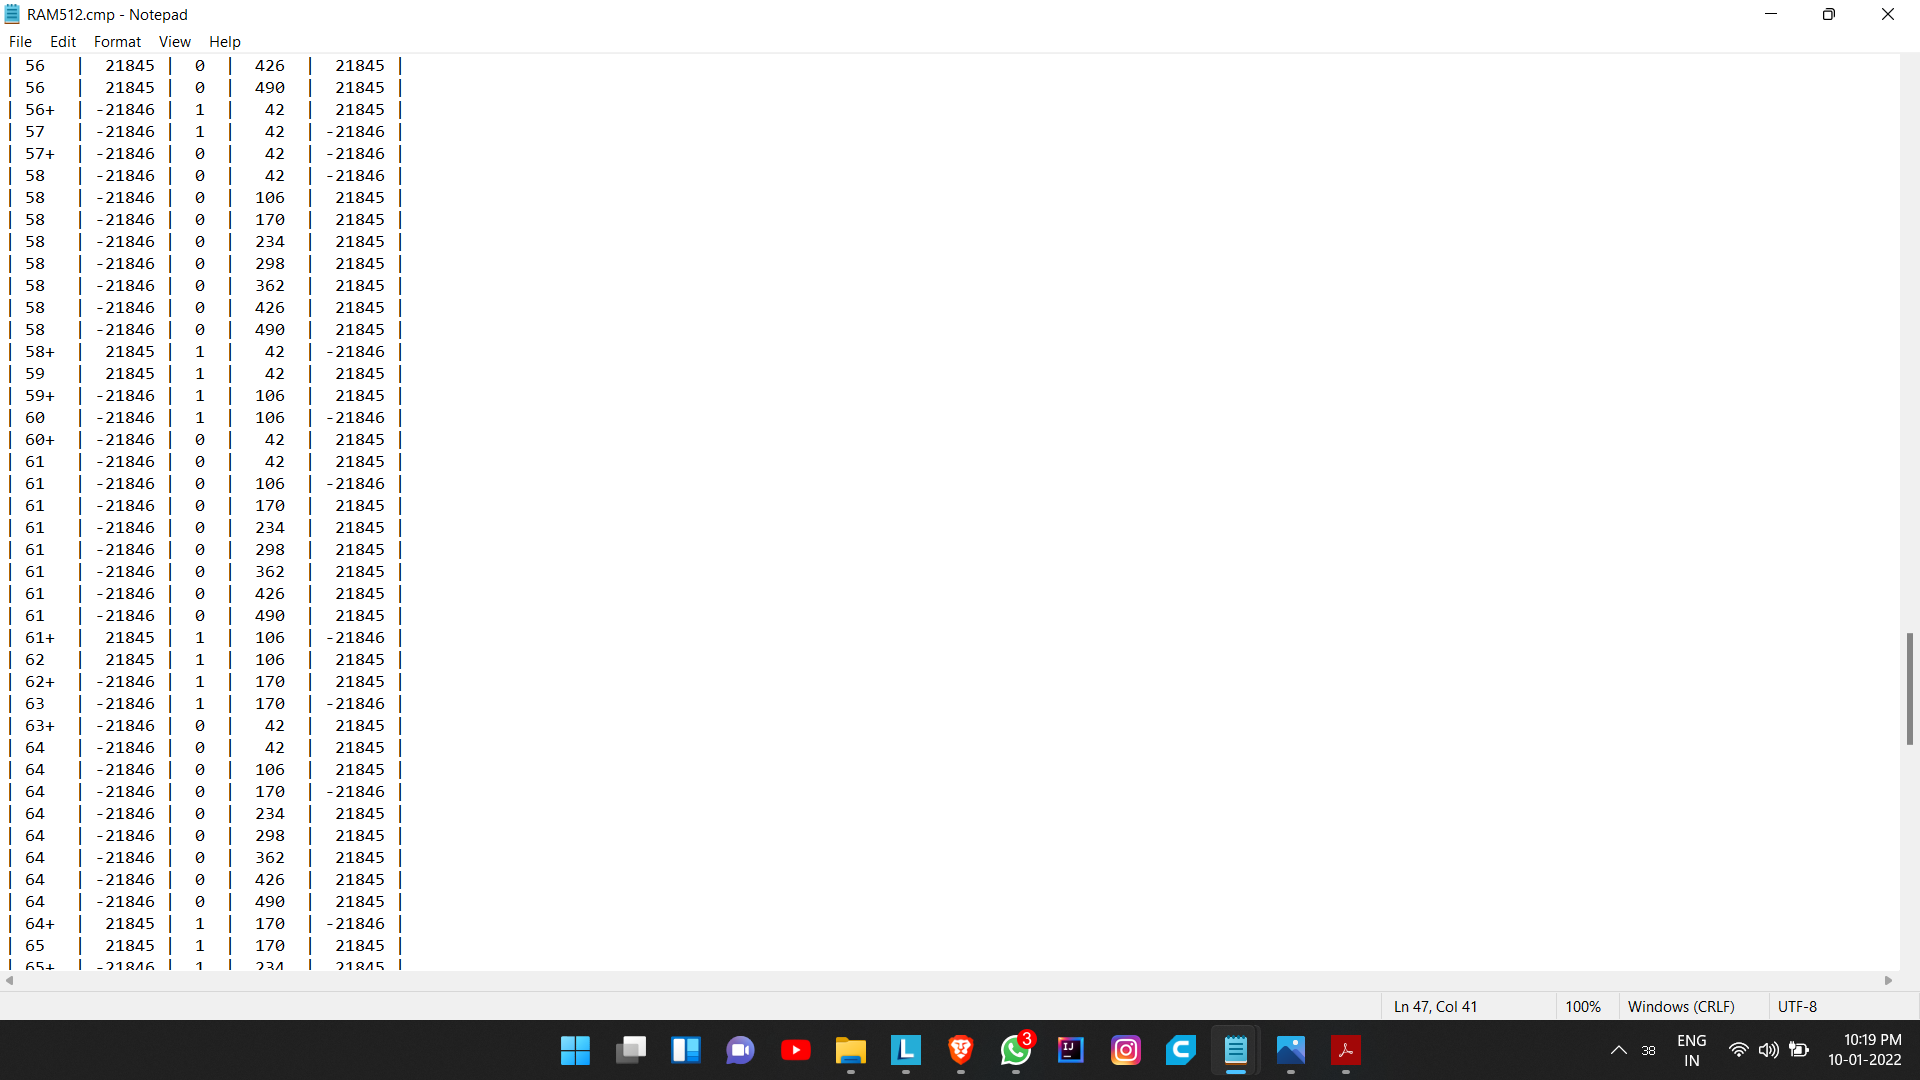 RAM512.cmp - Notepad
File Edit Format View Help
| 56 | 21845 | 0 | 426 | 21845 |
| 56 | 21845 | 0 | 490 | 21845 |
| 56+ | -21846 | 1 | 42 | 21845 |
| 57 | -21846 | 1 | 42 | -21846 |
| 57+ | -21846 | 0 | 42 | -21846 |
| 58 | -21846 | 0 | 42 | -21846 |
| 58 | -21846 | 0 | 106 | 21845 |
| 58 | -21846 | 0 | 170 | 21845 |
| 58 | -21846 | 0 | 234 | 21845 |
| 58 | -21846 | 0 | 298 | 21845 |
| 58 | -21846 | 0 | 362 | 21845 |
| 58 | -21846 | 0 | 426 | 21845 |
| 58 | -21846 | 0 | 490 | 21845 |
| 58+ | 21845 | 1 | 42 | -21846 |
| 59 | 21845 | 1 | 42 | 21845 |
| 59+ | -21846 | 1 | 106 | 21845 |
| 60 | -21846 | 1 | 106 | -21846 |
| 60+ | -21846 | 0 | 42 | 21845 |
| 61 | -21846 | 0 | 42 | 21845 |
| 61 | -21846 | 0 | 106 | -21846 |
| 61 | -21846 | 0 | 170 | 21845 |
| 61 | -21846 | 0 | 234 | 21845 |
| 61 | -21846 | 0 | 298 | 21845 |
| 61 | -21846 | 0 | 362 | 21845 |
| 61 | -21846 | 0 | 426 | 21845 |
| 61 | -21846 | 0 | 490 | 21845 |
| 61+ | 21845 | 1 | 106 | -21846 |
| 62 | 21845 | 1 | 106 | 21845 |
| 62+ | -21846 | 1 | 170 | 21845 |
| 63 | -21846 | 1 | 170 | -21846 |
| 63+ | -21846 | 0 | 42 | 21845 |
| 64 | -21846 | 0 | 42 | 21845 |
| 64 | -21846 | 0 | 106 | 21845 |
| 64 | -21846 | 0 | 170 | -21846 |
| 64 | -21846 | 0 | 234 | 21845 |
| 64 | -21846 | 0 | 298 | 21845 |
| 64 | -21846 | 0 | 362 | 21845 |
| 64 | -21846 | 0 | 426 | 21845 |
| 64 | -21846 | 0 | 490 | 21845 |
| 64+ | 21845 | 1 | 170 | -21846 |
| 65 | 21845 | 1 | 170 | 21845 |
| 65+ | -21846 | 1 | 234 | 21845 |
Ln 47, Col 41 100% Windows (CRLF) UTF-8
L 3 IJ 38 ENG IN 10:19 PM
10-01-2022